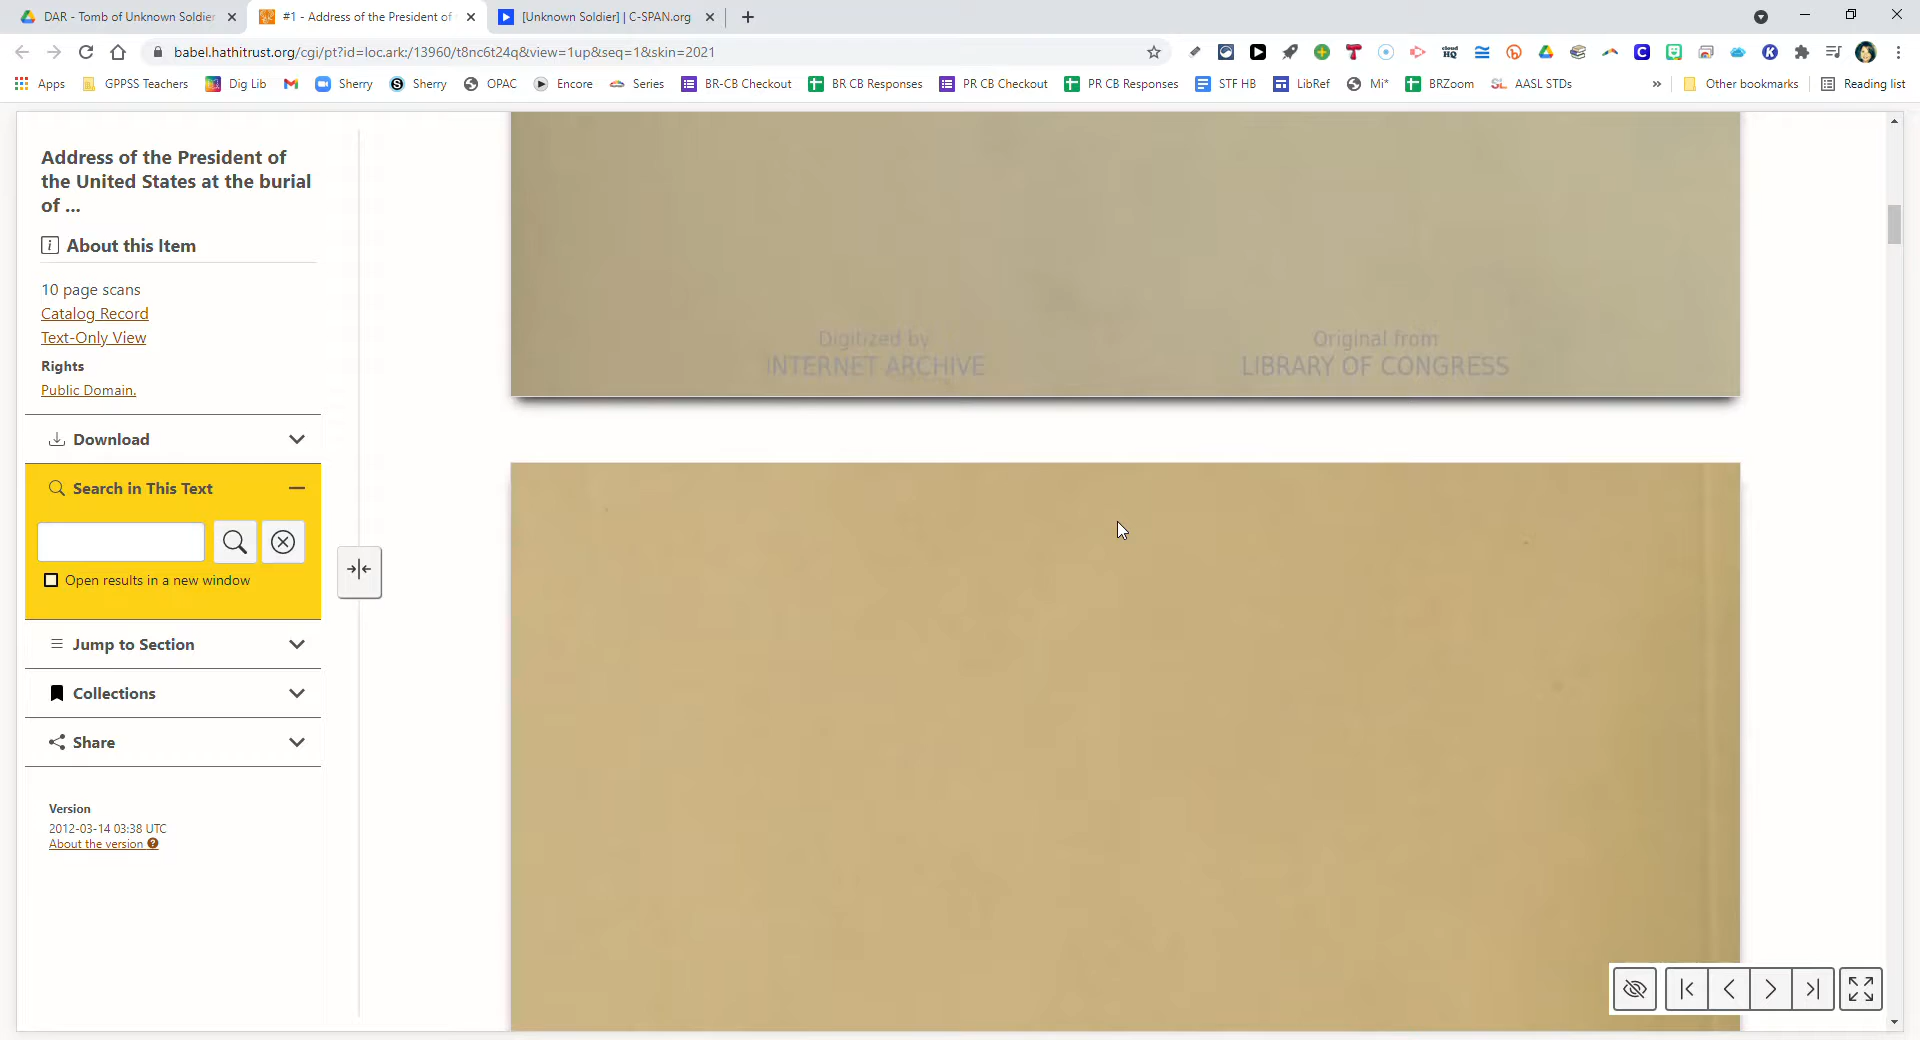 DAR - Tomb of Unknown Soldier
#1 - Address of the President of
[Unknown Soldier] | C-SPAN.org
babel.hathitrust.org/cgi/pt?id=loc.ark:/13960/t8nc6t24q&view=1up&seq=1&skin=2021
Apps GPPSS Teachers Dig Lib Sherry Sherry OPAC Encore Series BR-CB Checkout BR CB Responses PR CB Checkout PR CB Responses STF HB LibRef Mi* BRZoom SL AASL STDs » Other bookmarks Reading list
Address of the President of
the United States at the burial
of ...
About this Item
10 page scans
Catalog Record
Text-Only View
Rights
Public Domain.
Download
Search in This Text
Open results in a new window
Jump to Section
Collections
Share
Version
2012-03-14 03:38 UTC
About the version
Digitized by
INTERNET ARCHIVE
Original from
LIBRARY OF CONGRESS